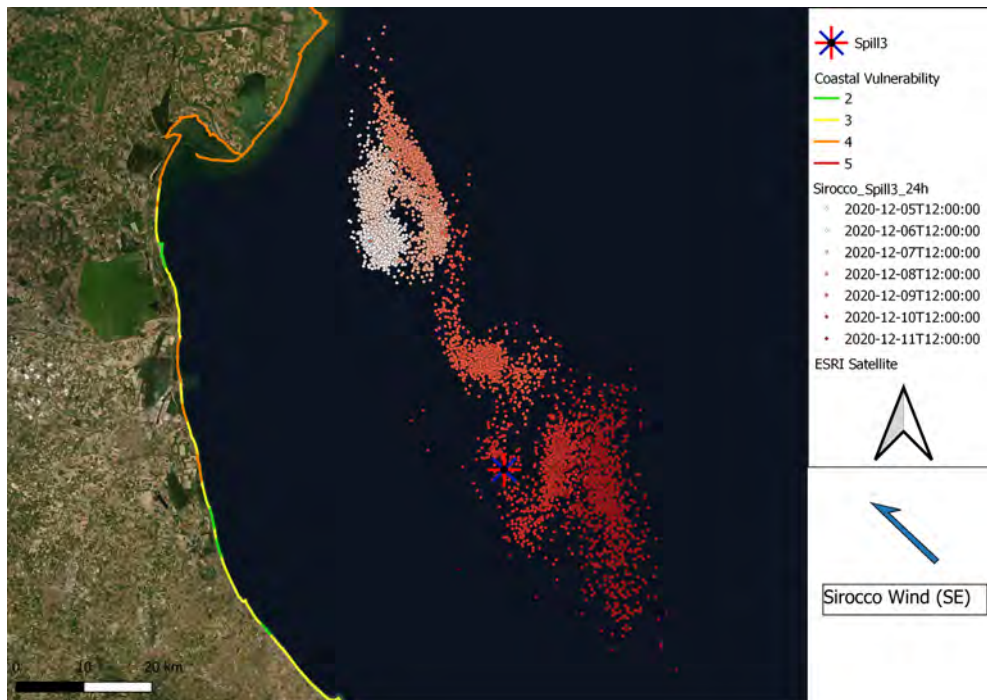 Spill3
Coastal Vulnerability
2
3
4
5
Sirocco_Spill3_24h
2020-12-05T12:00:00
2020-12-06T12:00:00
2020-12-07T12:00:00
2020-12-08T12:00:00
2020-12-09T12:00:00
2020-12-10T12:00:00
2020-12-11T12:00:00
ESRI Satellite
Sirocco Wind (SE)
0 10 20 km